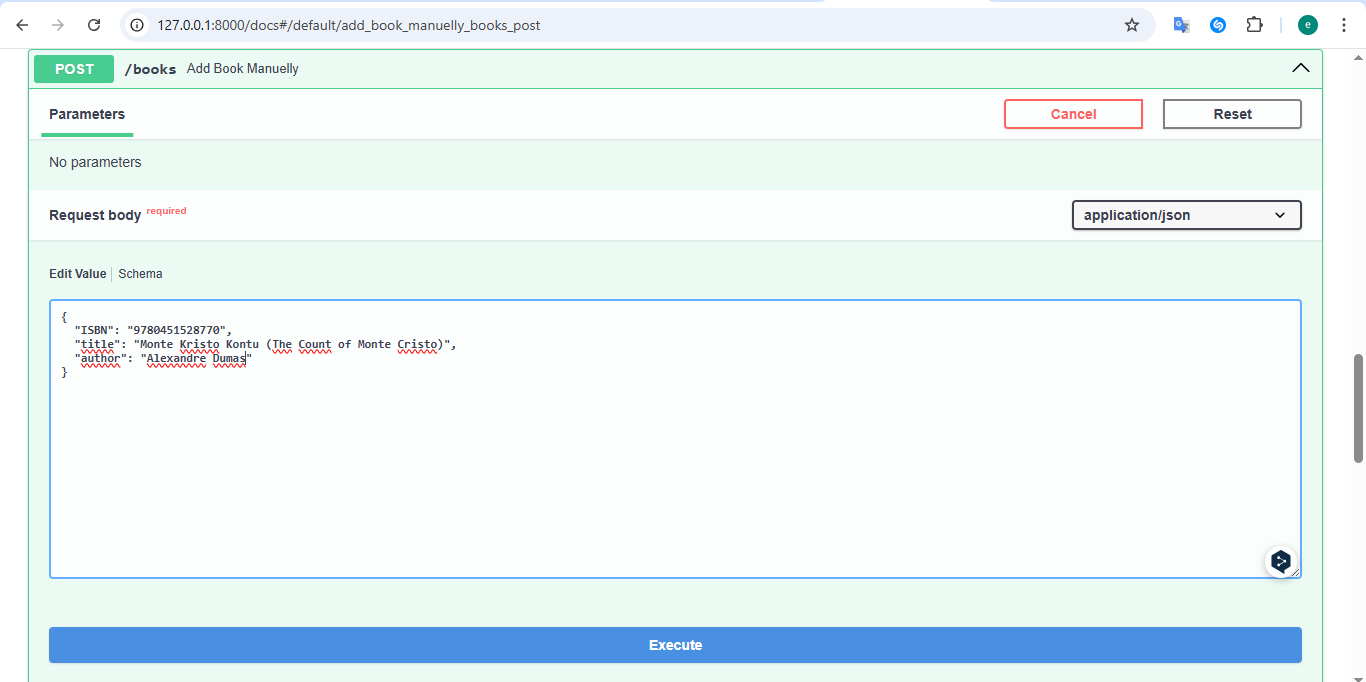 127.0.0.1:8000/docs#/default/add_book_manuelly_books_post
e
POST /books Add Book Manuelly
Parameters
Cancel
Reset
No parameters
Request body required
application/json
Edit Value | Schema
{
"ISBN": "9780451528770",
"title": "Monte Kristo Kontu (The Count of Monte Cristo)",
"author": "Alexandre Dumas"
}
Execute